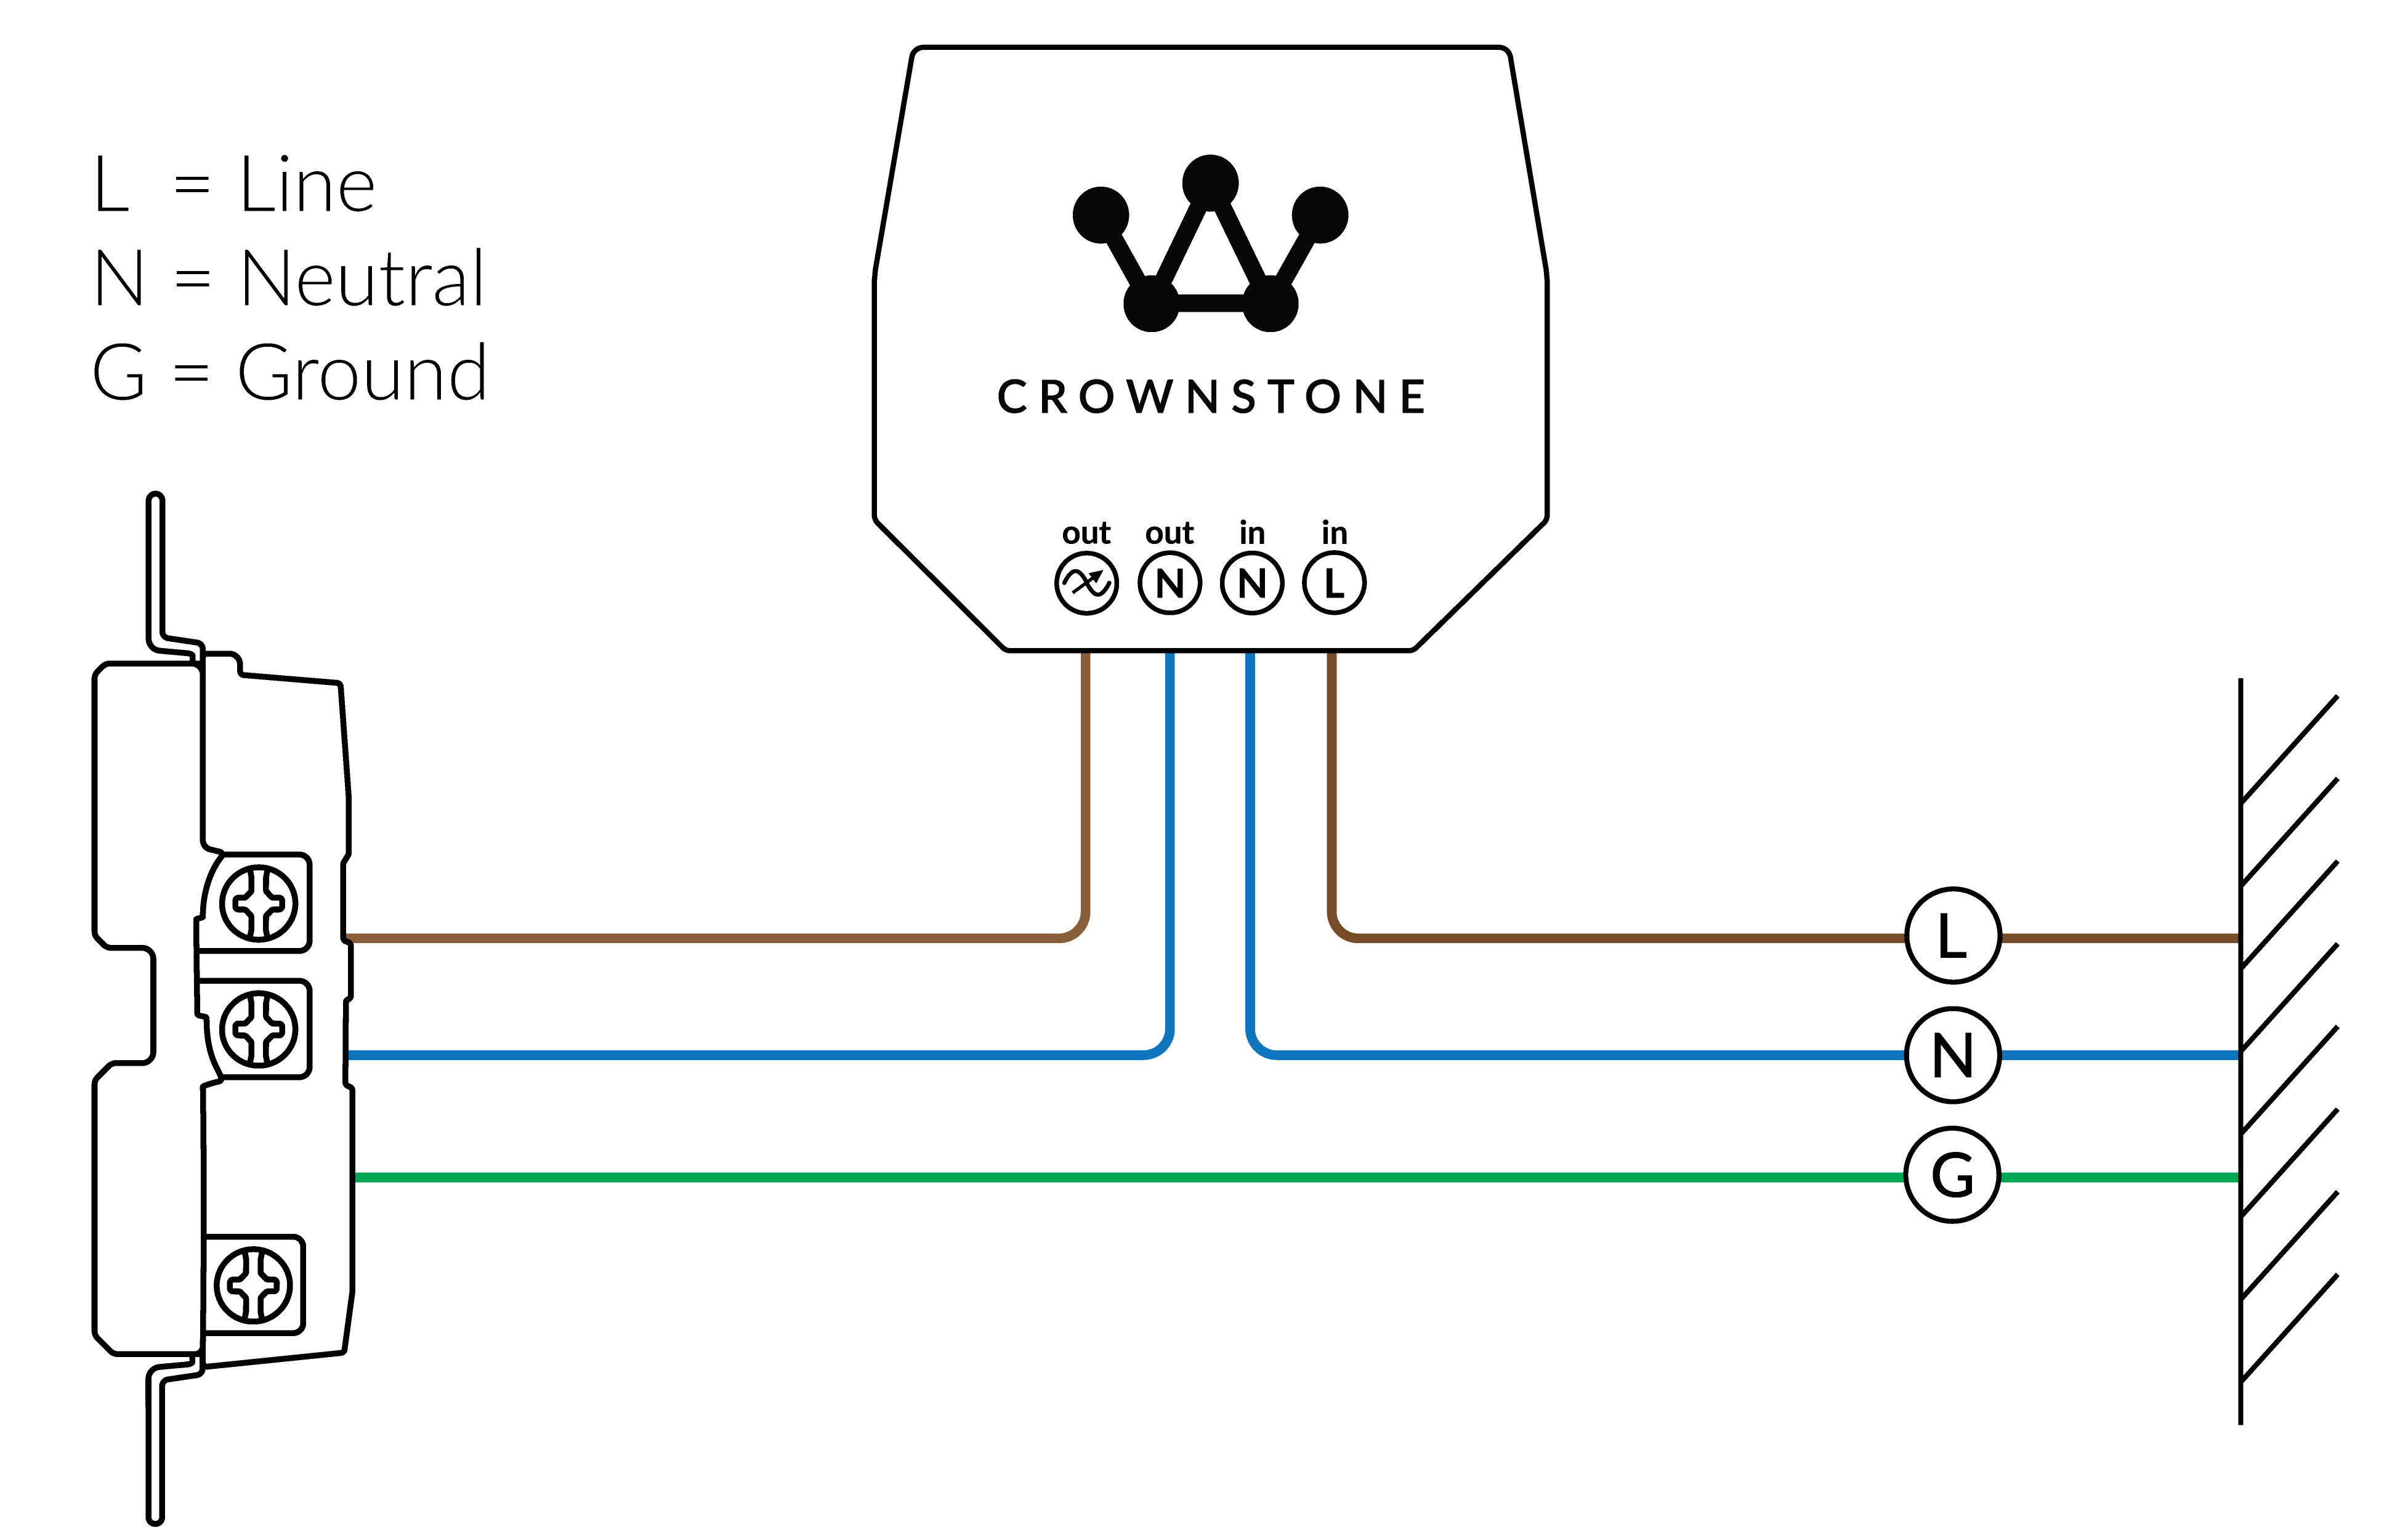 L = Line
N = Neutral
G = Ground
CROWNSTONE
out out in in
N N L
L
N
G